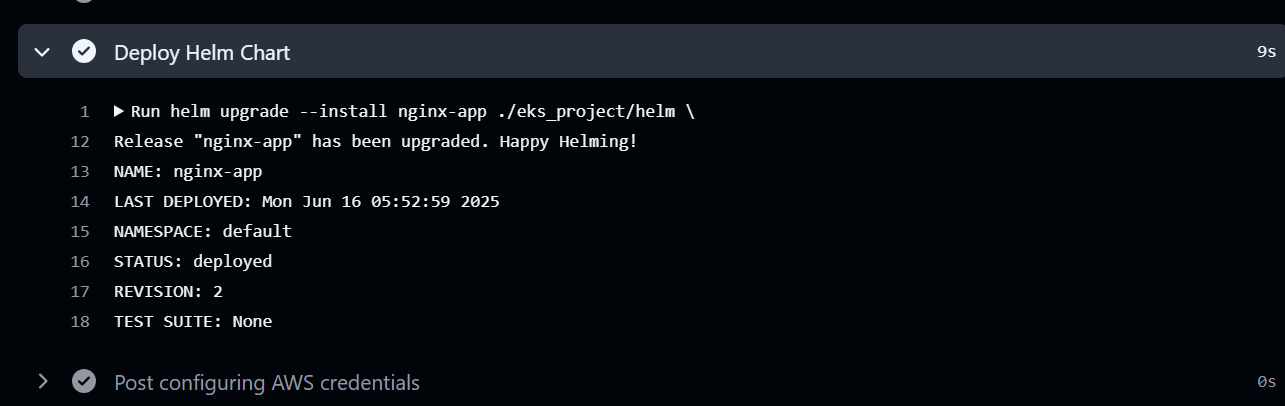 Deploy Helm Chart 9s
1 Run helm upgrade --install nginx-app ./eks_project/helm \
12 Release "nginx-app" has been upgraded. Happy Helming!
13 NAME: nginx-app
14 LAST DEPLOYED: Mon Jun 16 05:52:59 2025
15 NAMESPACE: default
16 STATUS: deployed
17 REVISION: 2
18 TEST SUITE: None
Post configuring AWS credentials 0s